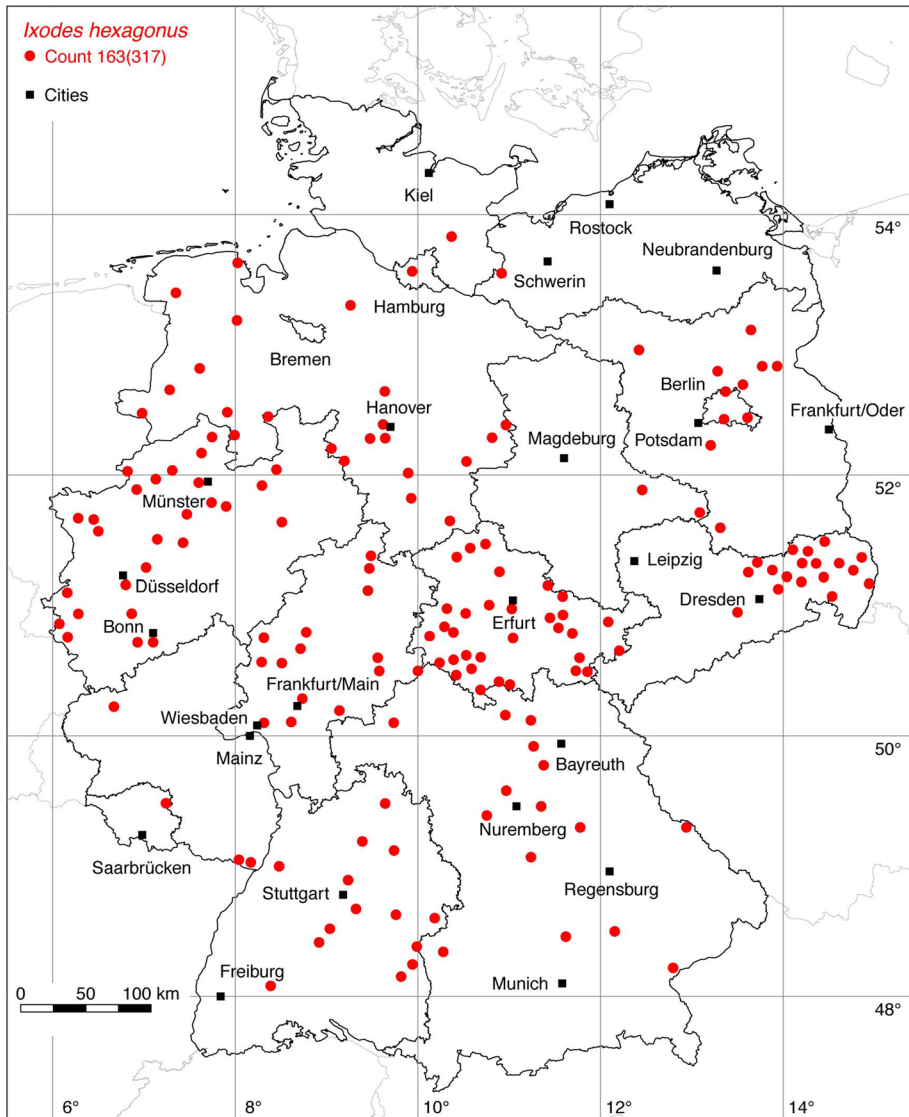 Ixodes hexagonus
Count 163(317)
Cities
Kiel
54°
Rostock
Neubrandenburg
Schwerin
Hamburg
Bremen
Berlin
Hanover
Frankfurt/Oder
Magdeburg
Potsdam
52°
Münster
Leipzig
Düsseldorf
Dresden
Erfurt
Bonn
Frankfurt/Main
Wiesbaden
Mainz
50°
Bayreuth
Nuremberg
Saarbrücken
Regensburg
Stuttgart
Freiburg
Munich
0 50 100 km
48°
6° 8° 10° 12° 14°